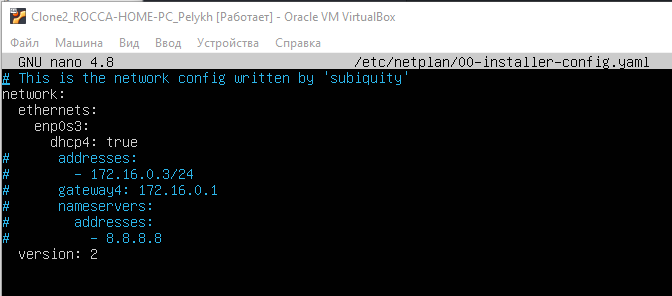 Clone2_ROCCA-HOME-PC_Pelykh [Работает] - Oracle VM VirtualBox
Файл Машина Вид Ввод Устройства Справка
GNU nano 4.8 /etc/netplan/00-installer-config.yaml
# This is the network config written by 'subiquity'
network:
  ethernets:
    enp0s3:
      dhcp4: true
#      addresses:
#        - 172.16.0.3/24
#      gateway4: 172.16.0.1
#      nameservers:
#        addresses:
#          - 8.8.8.8
  version: 2